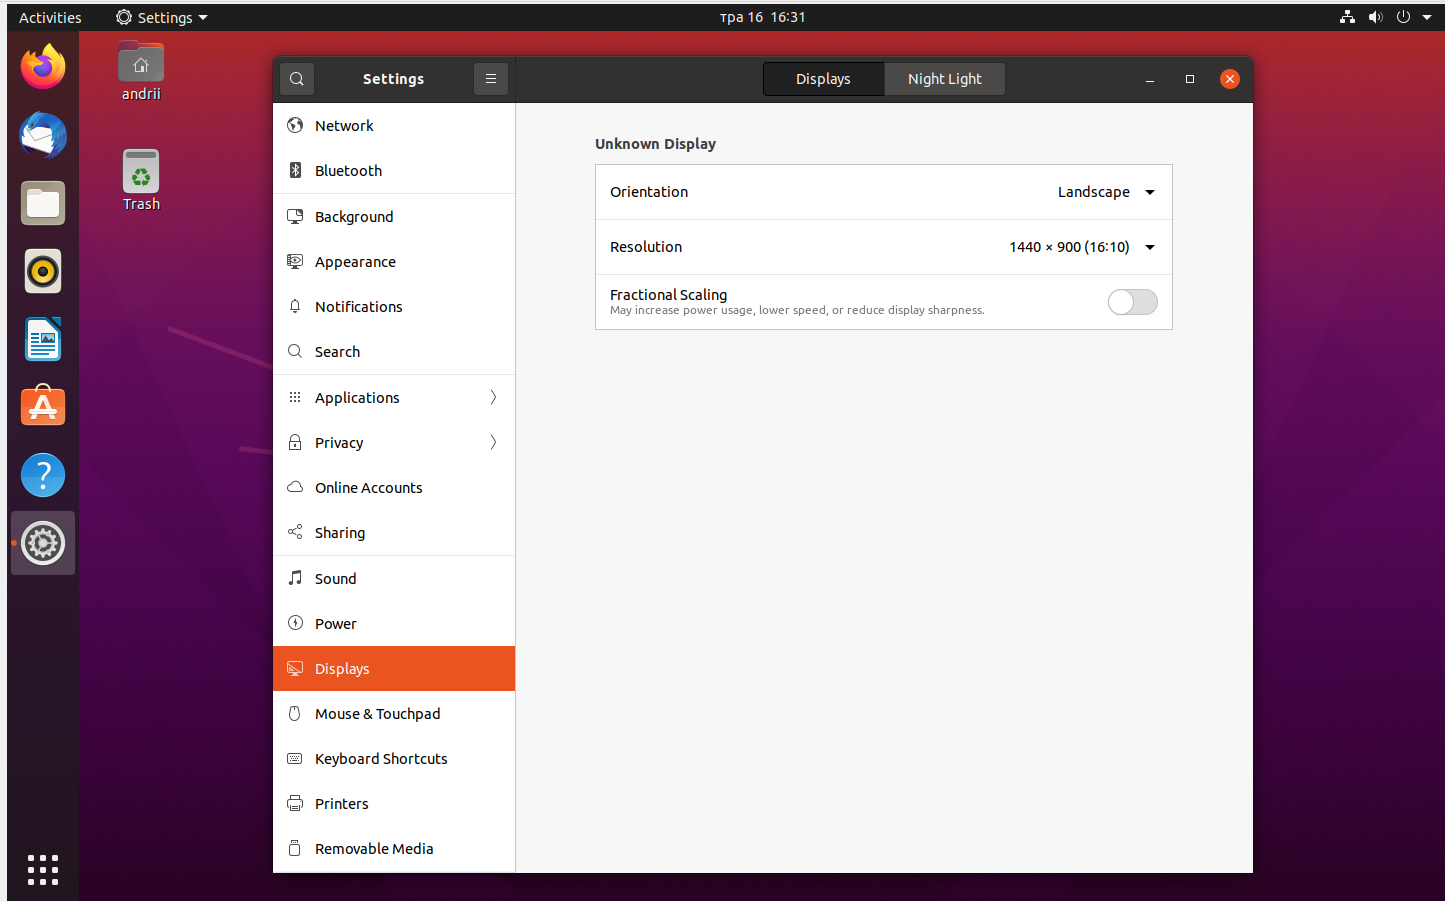 Activities
Settings
тра 16 16:31
andrii
Trash
Settings
Displays
Night Light
Network
Bluetooth
Background
Appearance
Notifications
Search
Applications
Privacy
Online Accounts
Sharing
Sound
Power
Displays
Mouse & Touchpad
Keyboard Shortcuts
Printers
Removable Media
Unknown Display
Orientation
Landscape
Resolution
1440 × 900 (16:10)
Fractional Scaling
May increase power usage, lower speed, or reduce display sharpness.